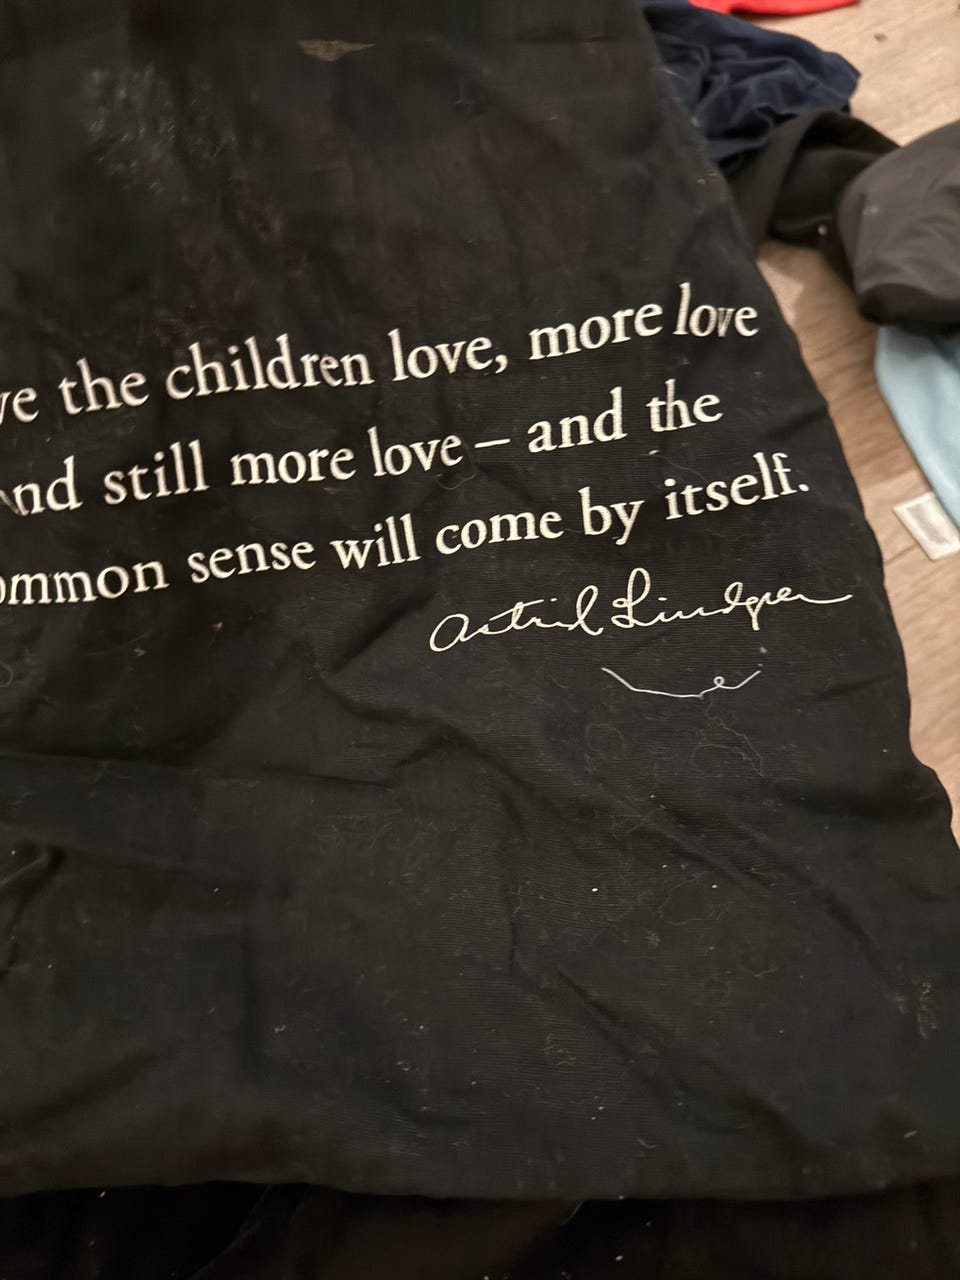 ve the children love, more love
and still more love – and the
ommon sense will come by itself.
Astrid Lindgren